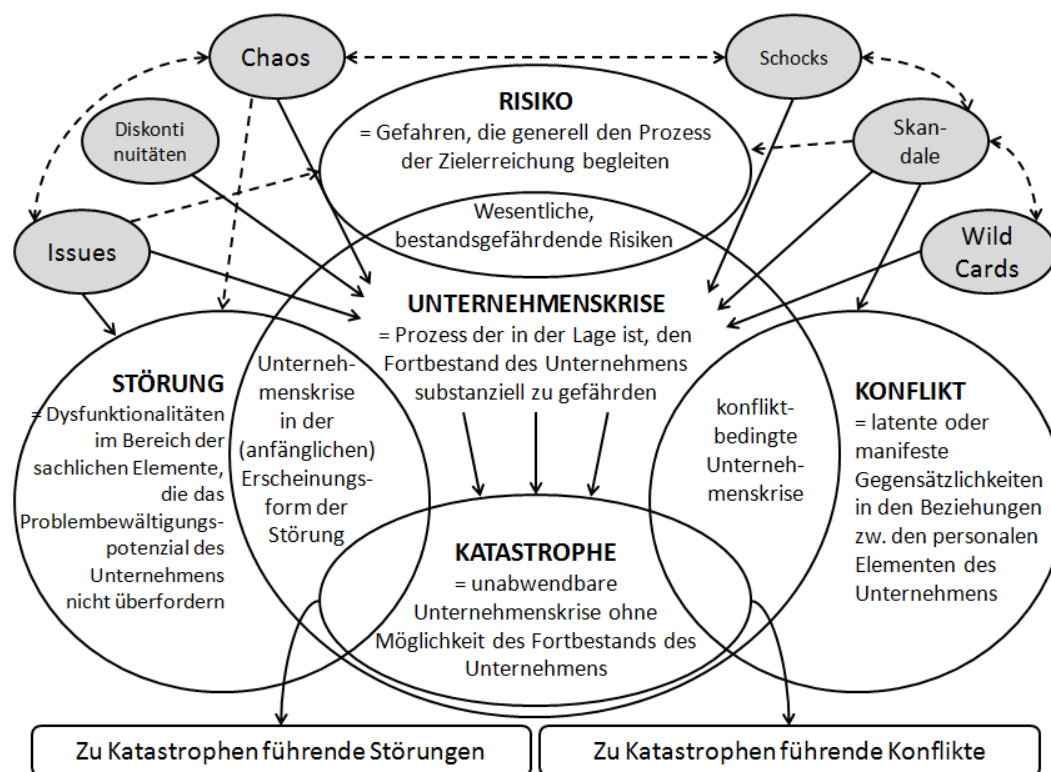 Chaos
Schocks
Diskonti
nuitäten
Skan-
dale
Issues
Wild
Cards
RISIKO
= Gefahren, die generell den Prozess
der Zielerreichung begleiten
Wesentliche,
bestandsgefährdende Risiken
UNTERNEHMENSKRISE
= Prozess der in der Lage ist, den
Fortbestand des Unternehmens
substanziell zu gefährden
STÖRUNG
= Dysfunktionalitäten
im Bereich der
sachlichen Elemente,
die das
Problembewältigungs-
potenzial des
Unternehmens
nicht überfordern
Unterneh-
menskrise
in der
(anfänglichen)
Erscheinungs-
form der
Störung
konflikt-
bedingte
Unterneh-
menskrise
KONFLIKT
= latente oder
manifeste
Gegensätzlichkeiten
in den Beziehungen
zw. den personalen
Elementen des
Unternehmens
KATASTROPHE
= unabwendbare
Unternehmenskrise ohne
Möglichkeit des Fortbestands des
Unternehmens
Zu Katastrophen führende Störungen
Zu Katastrophen führende Konflikte